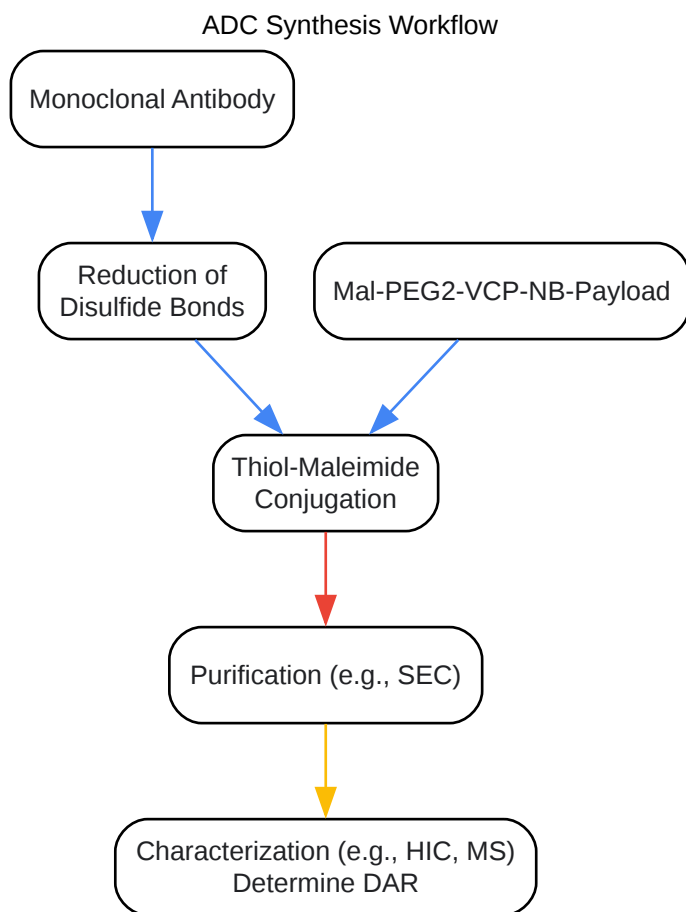 ADC Synthesis Workflow
Monoclonal Antibody
Reduction of
Disulfide Bonds
Mal-PEG2-VCP-NB-Payload
Thiol-Maleimide
Conjugation
Purification (e.g., SEC)
Characterization (e.g., HIC, MS)
Determine DAR